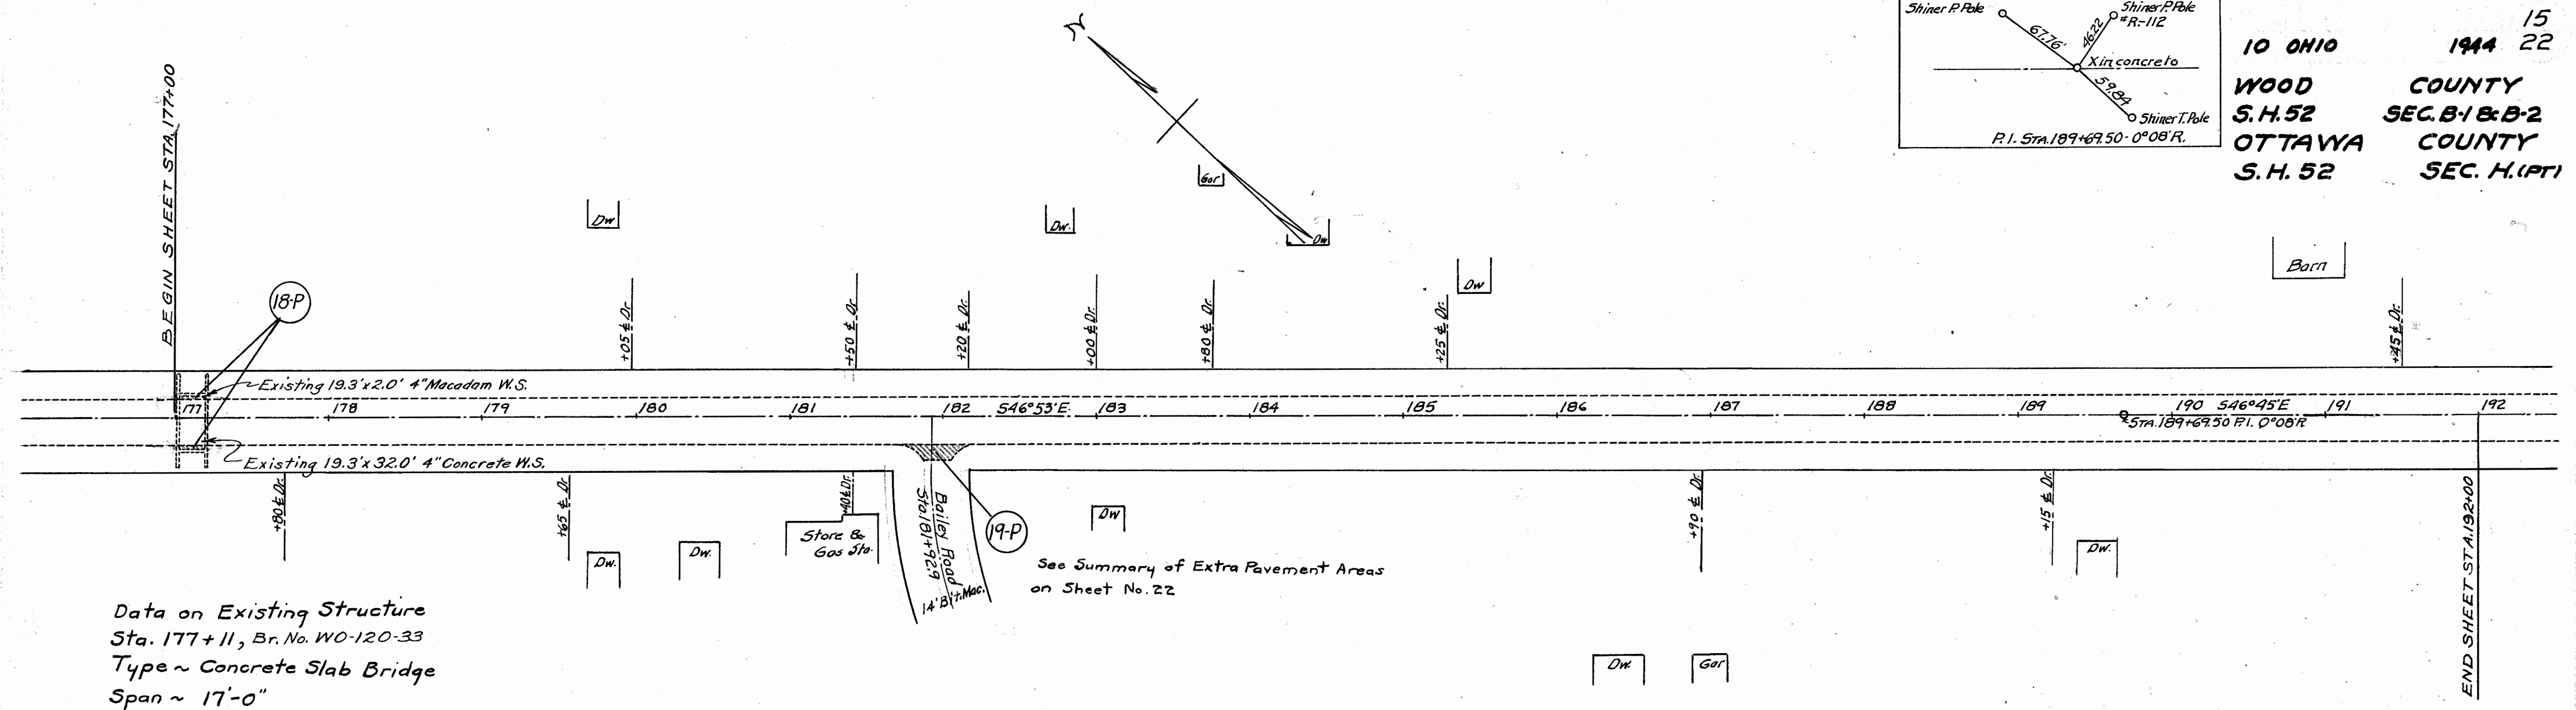 Shiner P. Pole
Shiner P. Pole
#R-112
67.76'
46.22
X in concrete
59.84
Shiner T. Pole
P.I. STA. 189+69.50 - 0°08'R.
15
22
10 OHIO 1944
WOOD COUNTY
S.H. 52 SEC. B-1 & B-2
OTTAWA COUNTY
S.H. 52 SEC. H. (PT)
N
BEGIN SHEET STA. 177+00
18-P
Dw
Dw.
Gar
Dw
Dw
Barn
+05 ℄ Dr.
+50 ℄ Dr.
+20 ℄ Dr.
+00 ℄ Dr.
+80 ℄ Dr.
+25 ℄ Dr.
+45 ℄ Dr.
Existing 19.3' x 2.0' 4" Macadam W.S.
177 178 179 180 181 182 S46°53'E. 183 184 185 186 187 188 189 190 S46°45'E 191 192
STA. 189+69.50 P.I. 0°08'R
Existing 19.3' x 32.0' 4" Concrete W.S.
+80 ℄ Dr.
+65 ℄ Dr.
+40 Dr.
+90 ℄ Dr.
+15 ℄ Dr.
Store &
Gas Sta.
Dw.
Dw.
Bailey Road
Sta. 181+92.9
14' Bit. Mac.
19-P
Dw
Dw.
See Summary of Extra Pavement Areas
on Sheet No. 22
Dw.
Gar
END SHEET STA. 192+00
Data on Existing Structure
Sta. 177+11, Br. No. WO-120-33
Type ~ Concrete Slab Bridge
Span ~ 17'-0"